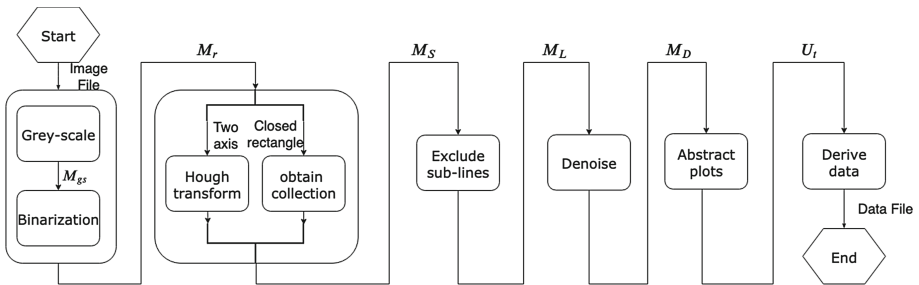 Start
Image
File
Grey-scale
M_gs
Binarization
M_r
Two
axis
Closed
rectangle
Hough
transform
obtain
collection
M_S
Exclude
sub-lines
M_L
Denoise
M_D
Abstract
plots
U_t
Derive
data
Data File
End